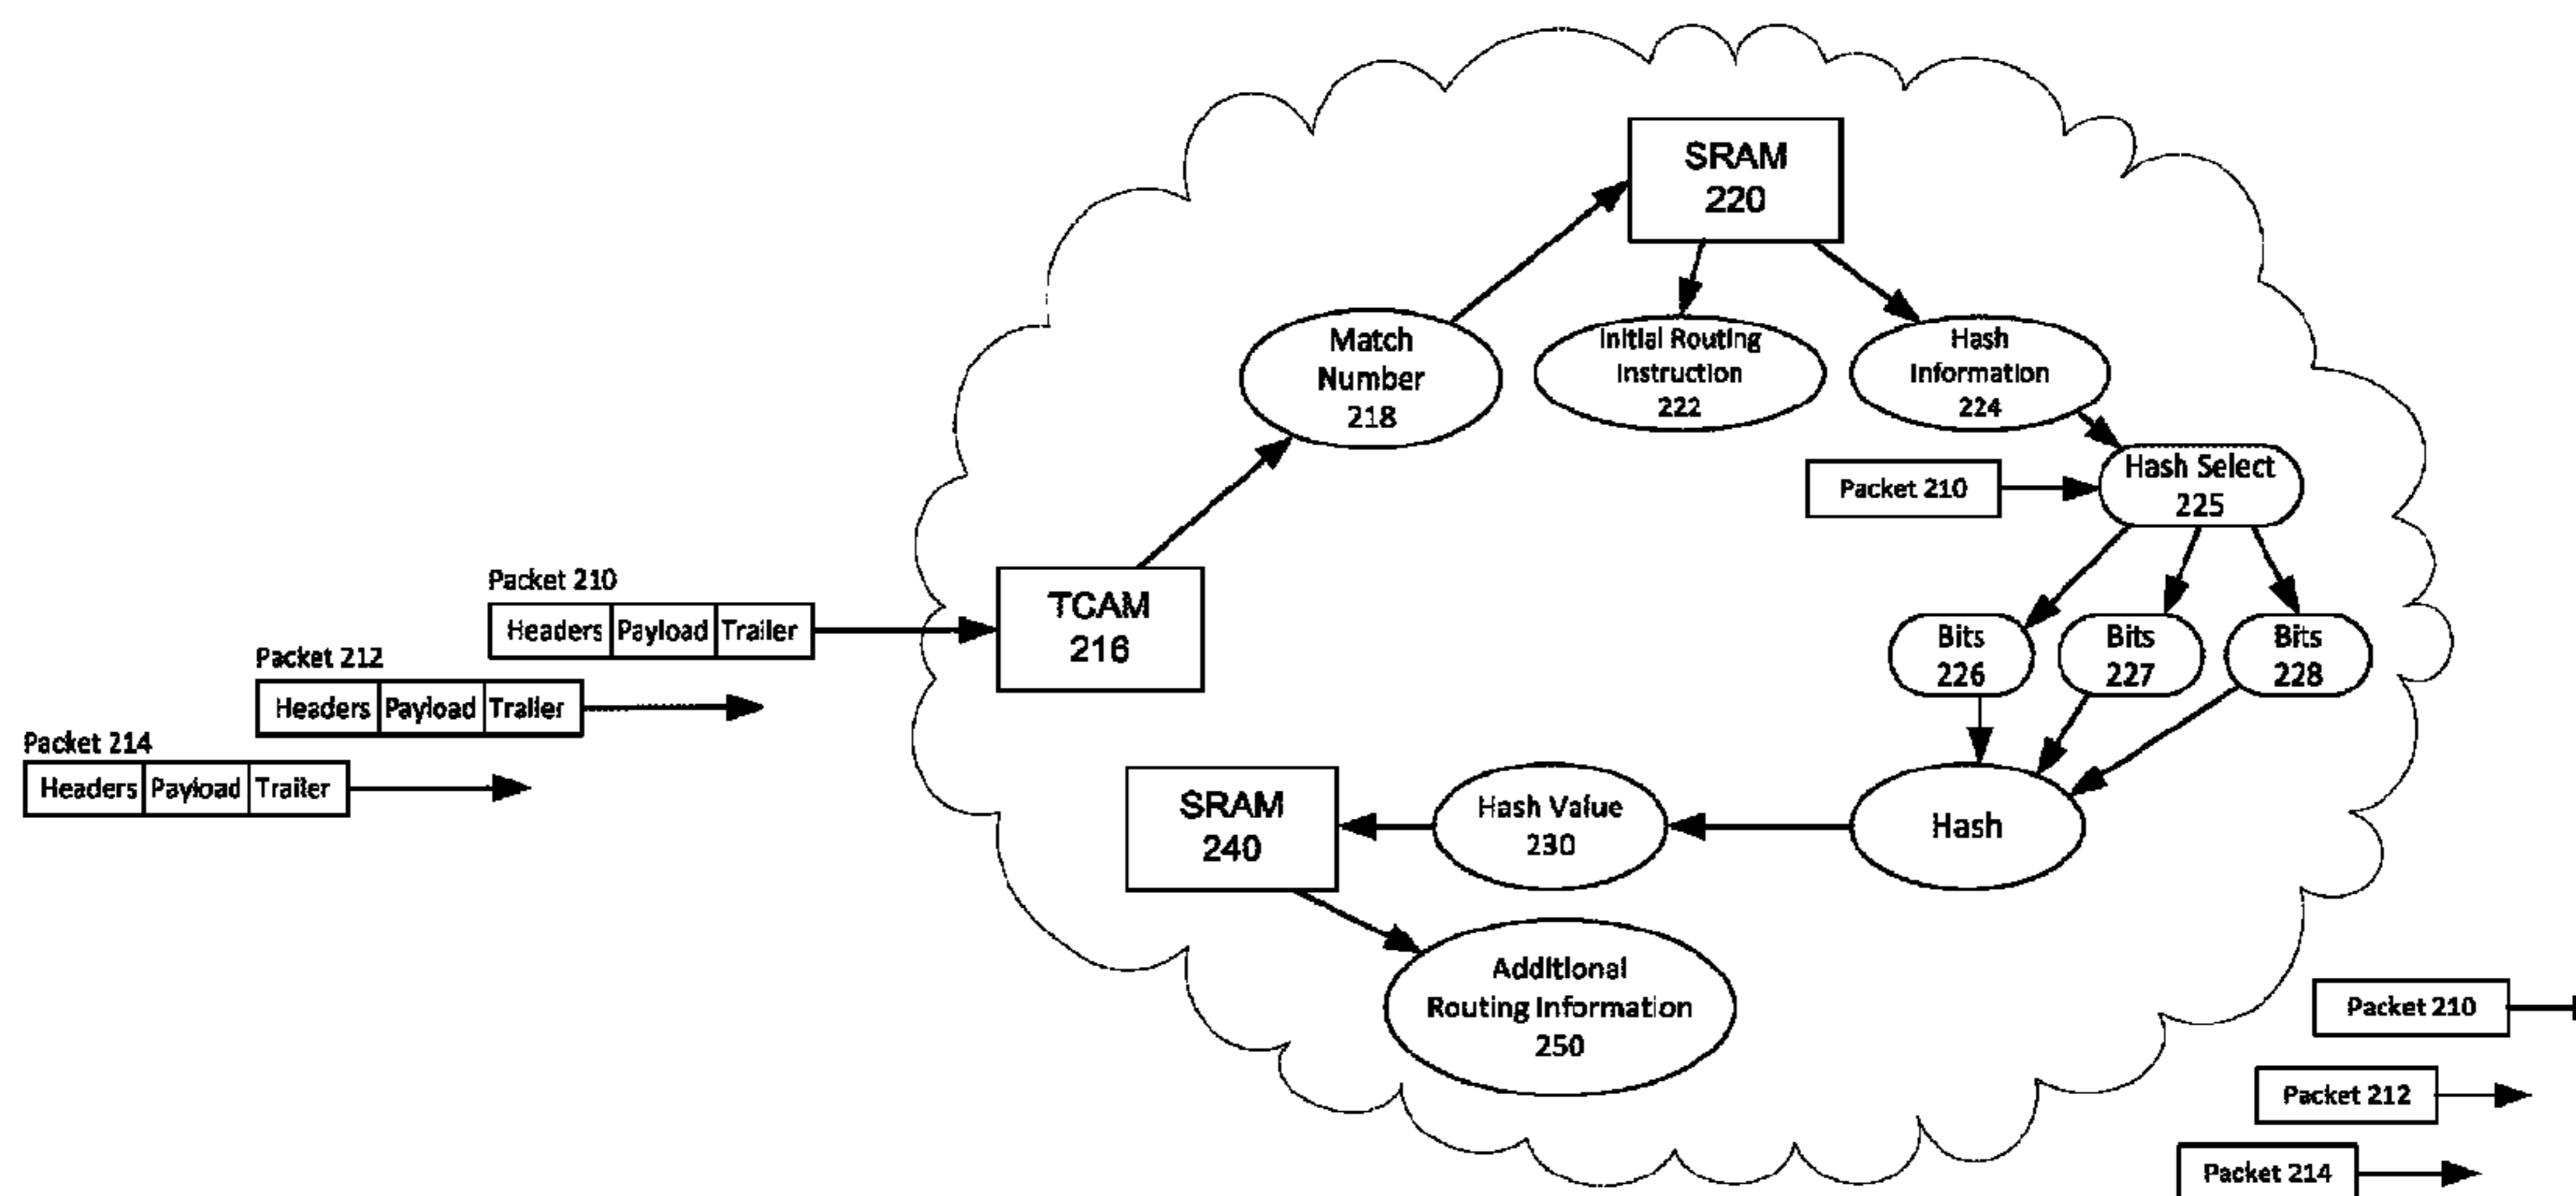 SRAM
220
Match
Number
218
Initial Routing
Instruction
222
Hash
Information
224
Packet 210
Hash Select
225
Packet 210
Headers Payload Trailer
TCAM
216
Bits
226
Bits
227
Bits
228
Packet 212
Headers Payload Trailer
Packet 214
Headers Payload Trailer
SRAM
240
Hash Value
230
Hash
Additional
Routing Information
250
Packet 210
Packet 212
Packet 214